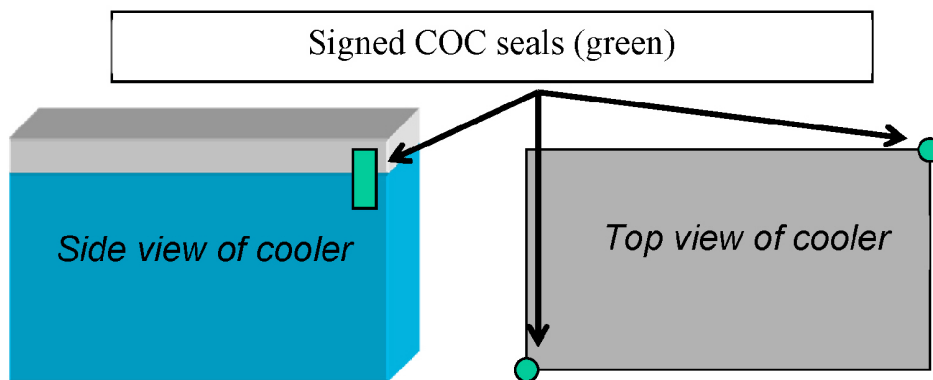 Signed COC seals (green)
Side view of cooler
Top view of cooler